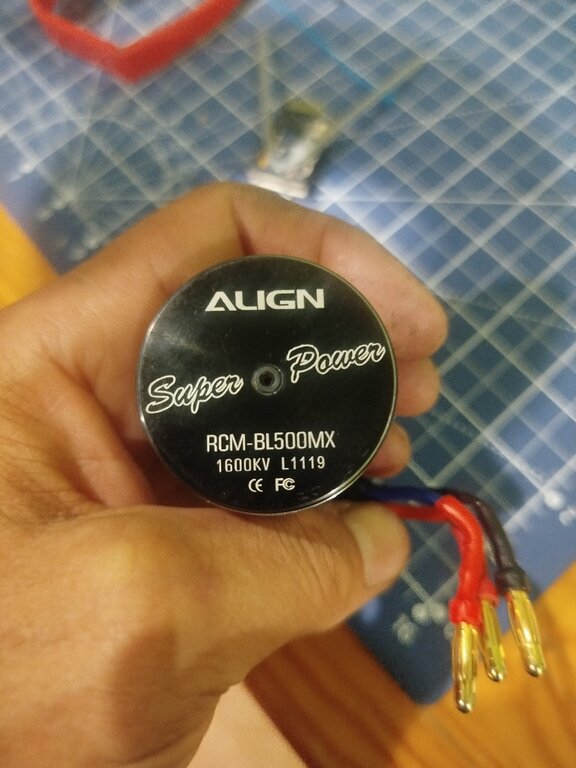 ALIGN
Super Power
RCM-BL500MX
1600KV L1119
CE FC